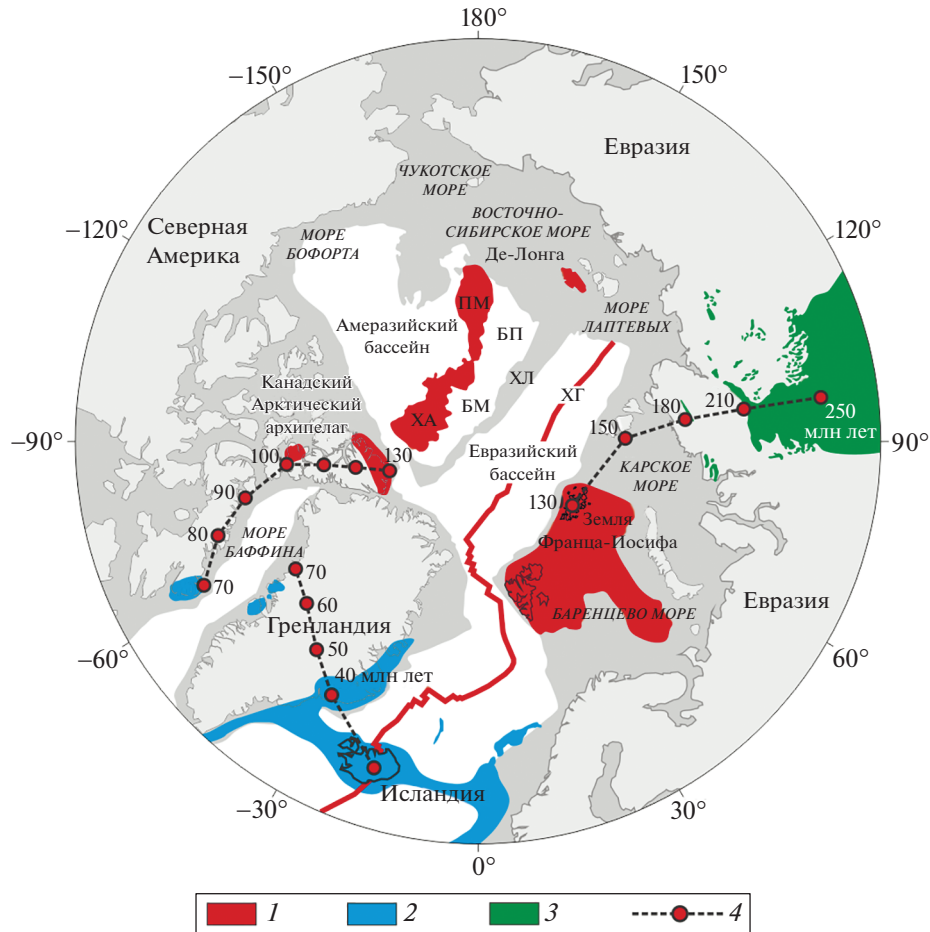 180°
−150°
150°
Евразия
ЧУКОТСКОЕ
МОРЕ
−120°
Северная
Америка
МОРЕ
БОФОРТА
ВОСТОЧНО-
СИБИРСКОЕ МОРЕ
Де-Лонга
120°
ПМ
МОРЕ
ЛАПТЕВЫХ
Амеразийский
бассейн
БП
ХЛ
Канадский
Арктический
архипелаг
ХА
БМ
ХГ
210
180
150
250
млн лет
−90°
90°
100
130
Евразийский
бассейн
КАРСКОЕ
МОРЕ
90
130
Земля
Франца-Иосифа
80
МОРЕ
БАФФИНА
70
70
60
Гренландия
БАРЕНЦЕВО МОРЕ
Евразия
50
−60°
60°
40 млн лет
Исландия
−30°
30°
0°
1
2
3
4